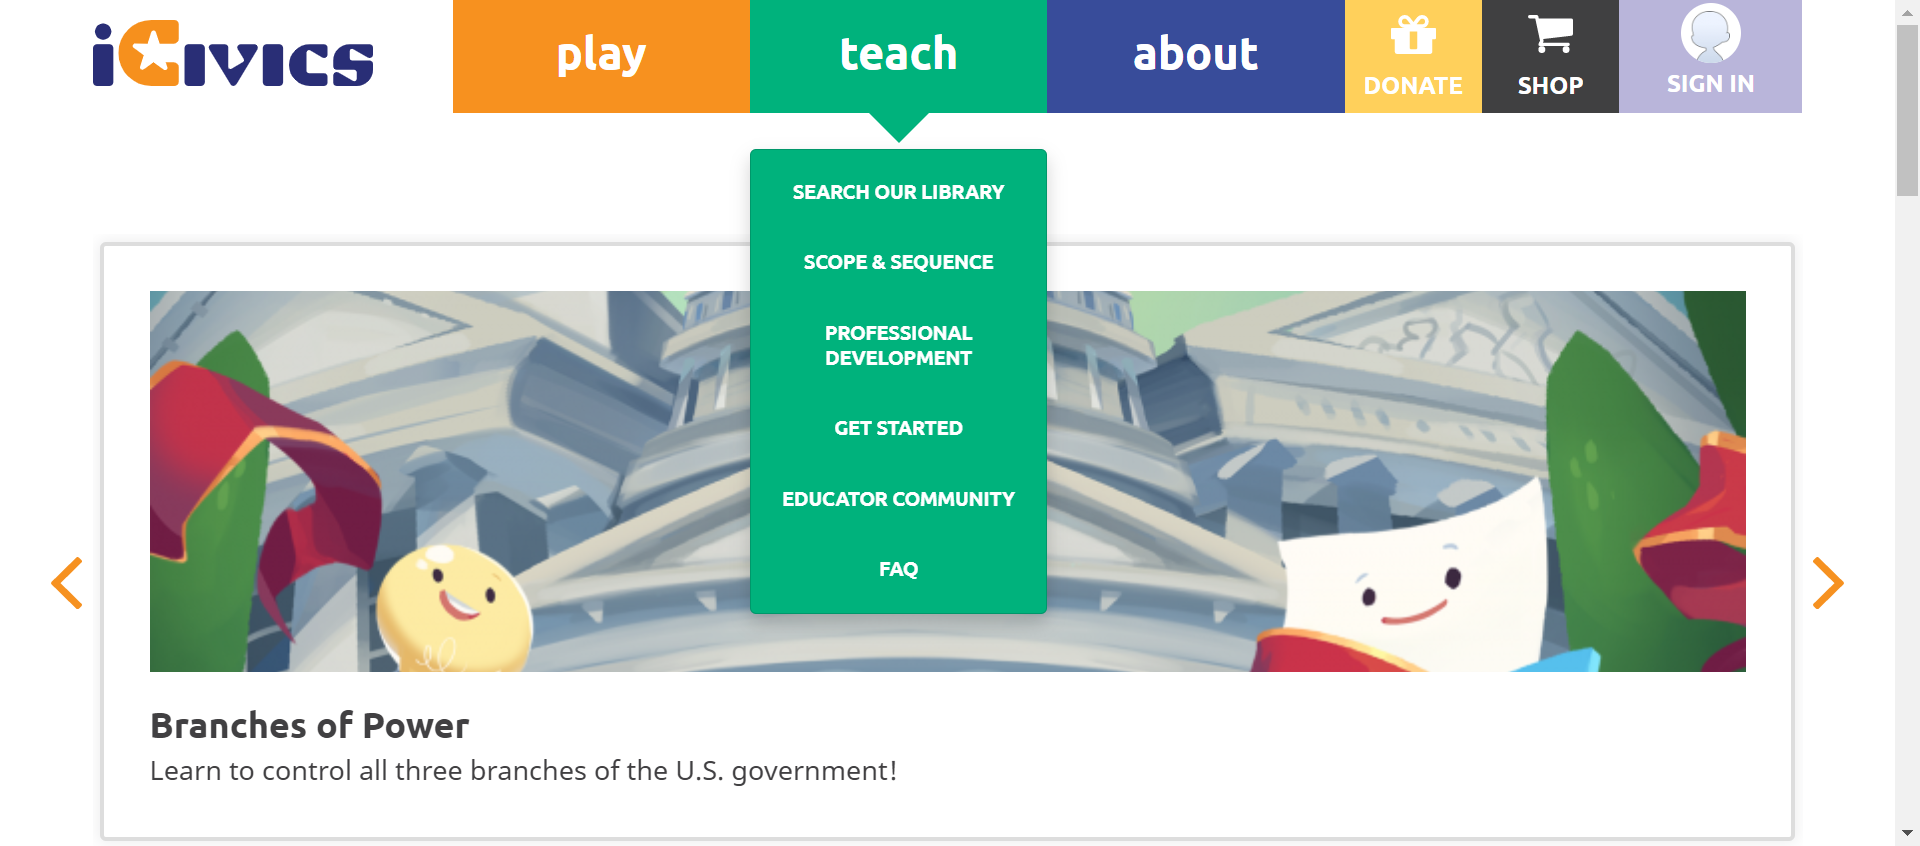 iCivics
play
teach
about
DONATE
SHOP
SIGN IN
SEARCH OUR LIBRARY
SCOPE & SEQUENCE
PROFESSIONAL
DEVELOPMENT
GET STARTED
EDUCATOR COMMUNITY
FAQ
Branches of Power
Learn to control all three branches of the U.S. government!